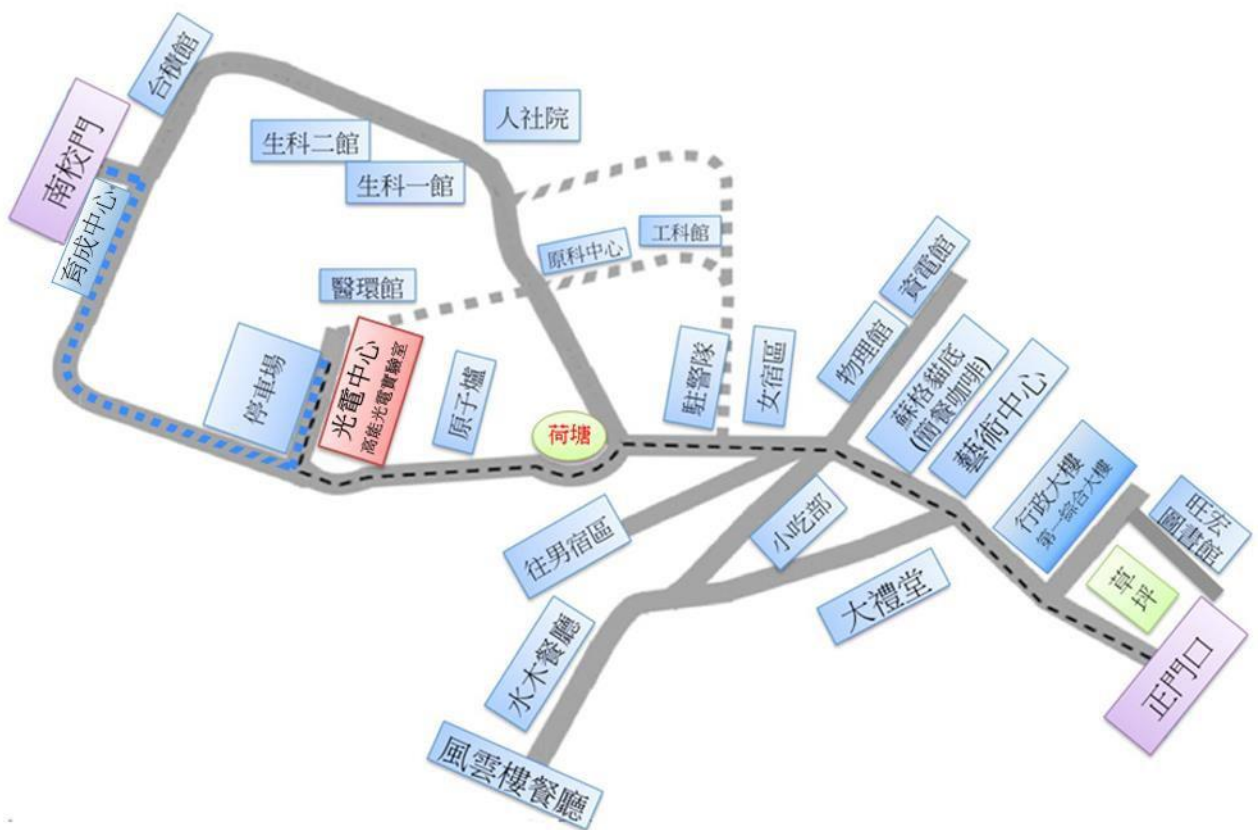 台積館
南校門
育成中心
生科二館
生科一館
人社院
原科中心
工科館
醫環館
停車場
光電中心
高能光電實驗室
原子爐
荷塘
駐警隊
女宿區
物理館
資電館
蘇格貓底
(簡餐咖啡)
藝術中心
行政大樓
第一綜合大樓
旺宏
圖書館
草坪
正門口
往男宿區
小吃部
大禮堂
水木餐廳
風雲樓餐廳